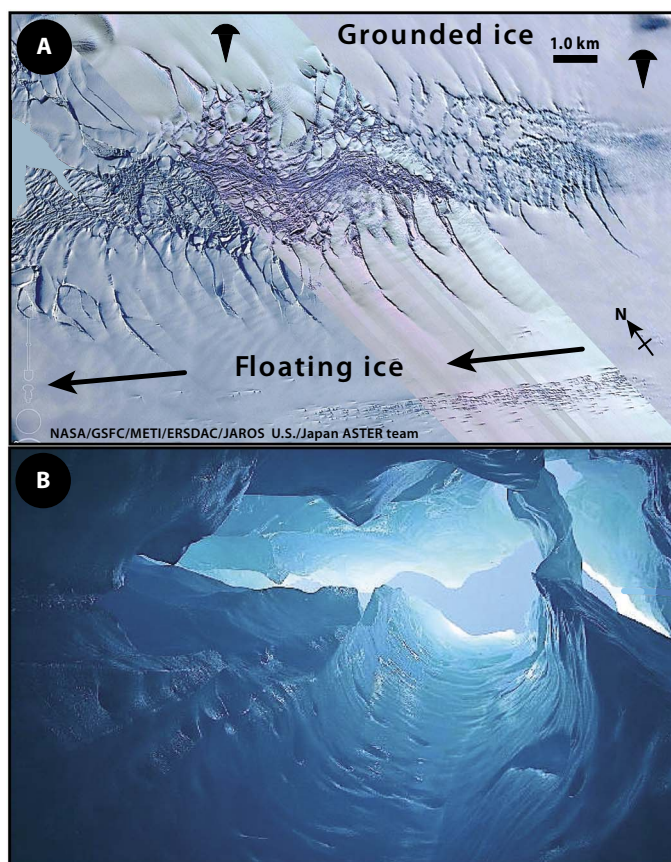 A
Grounded ice
1.0 km
N
Floating ice
NASA/GSFC/METI/ERSDAC/JAROS U.S./Japan ASTER team
B